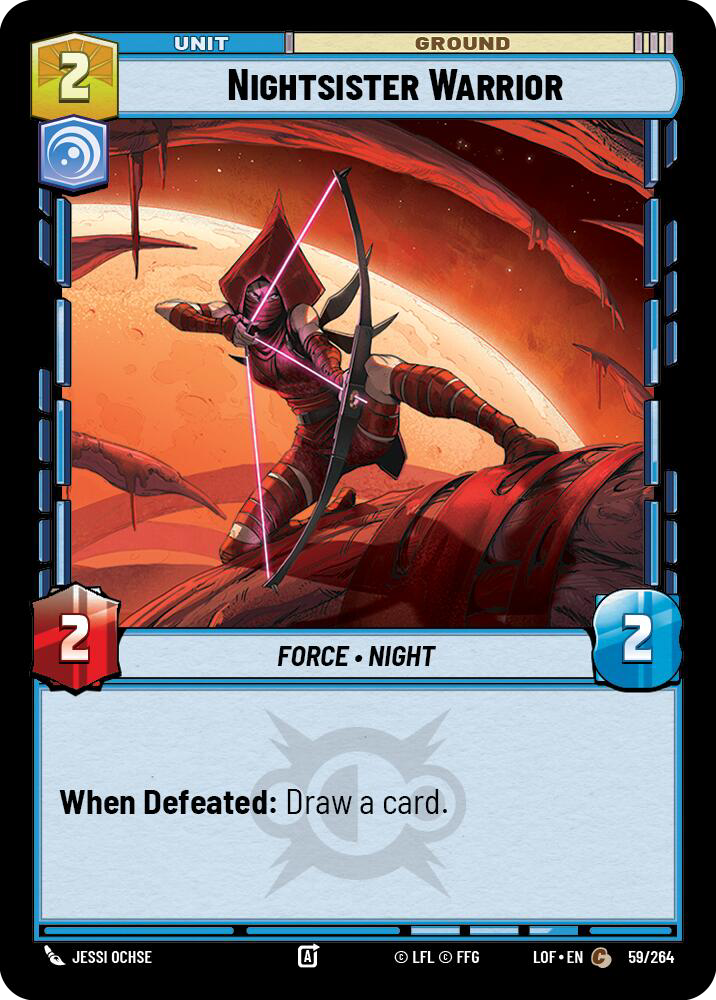 UNIT
GROUND
2
NIGHTSISTER WARRIOR
2
FORCE • NIGHT
2
When Defeated: Draw a card.
JESSI OCHSE
A
© LFL © FFG
LOF • EN
C
59/264